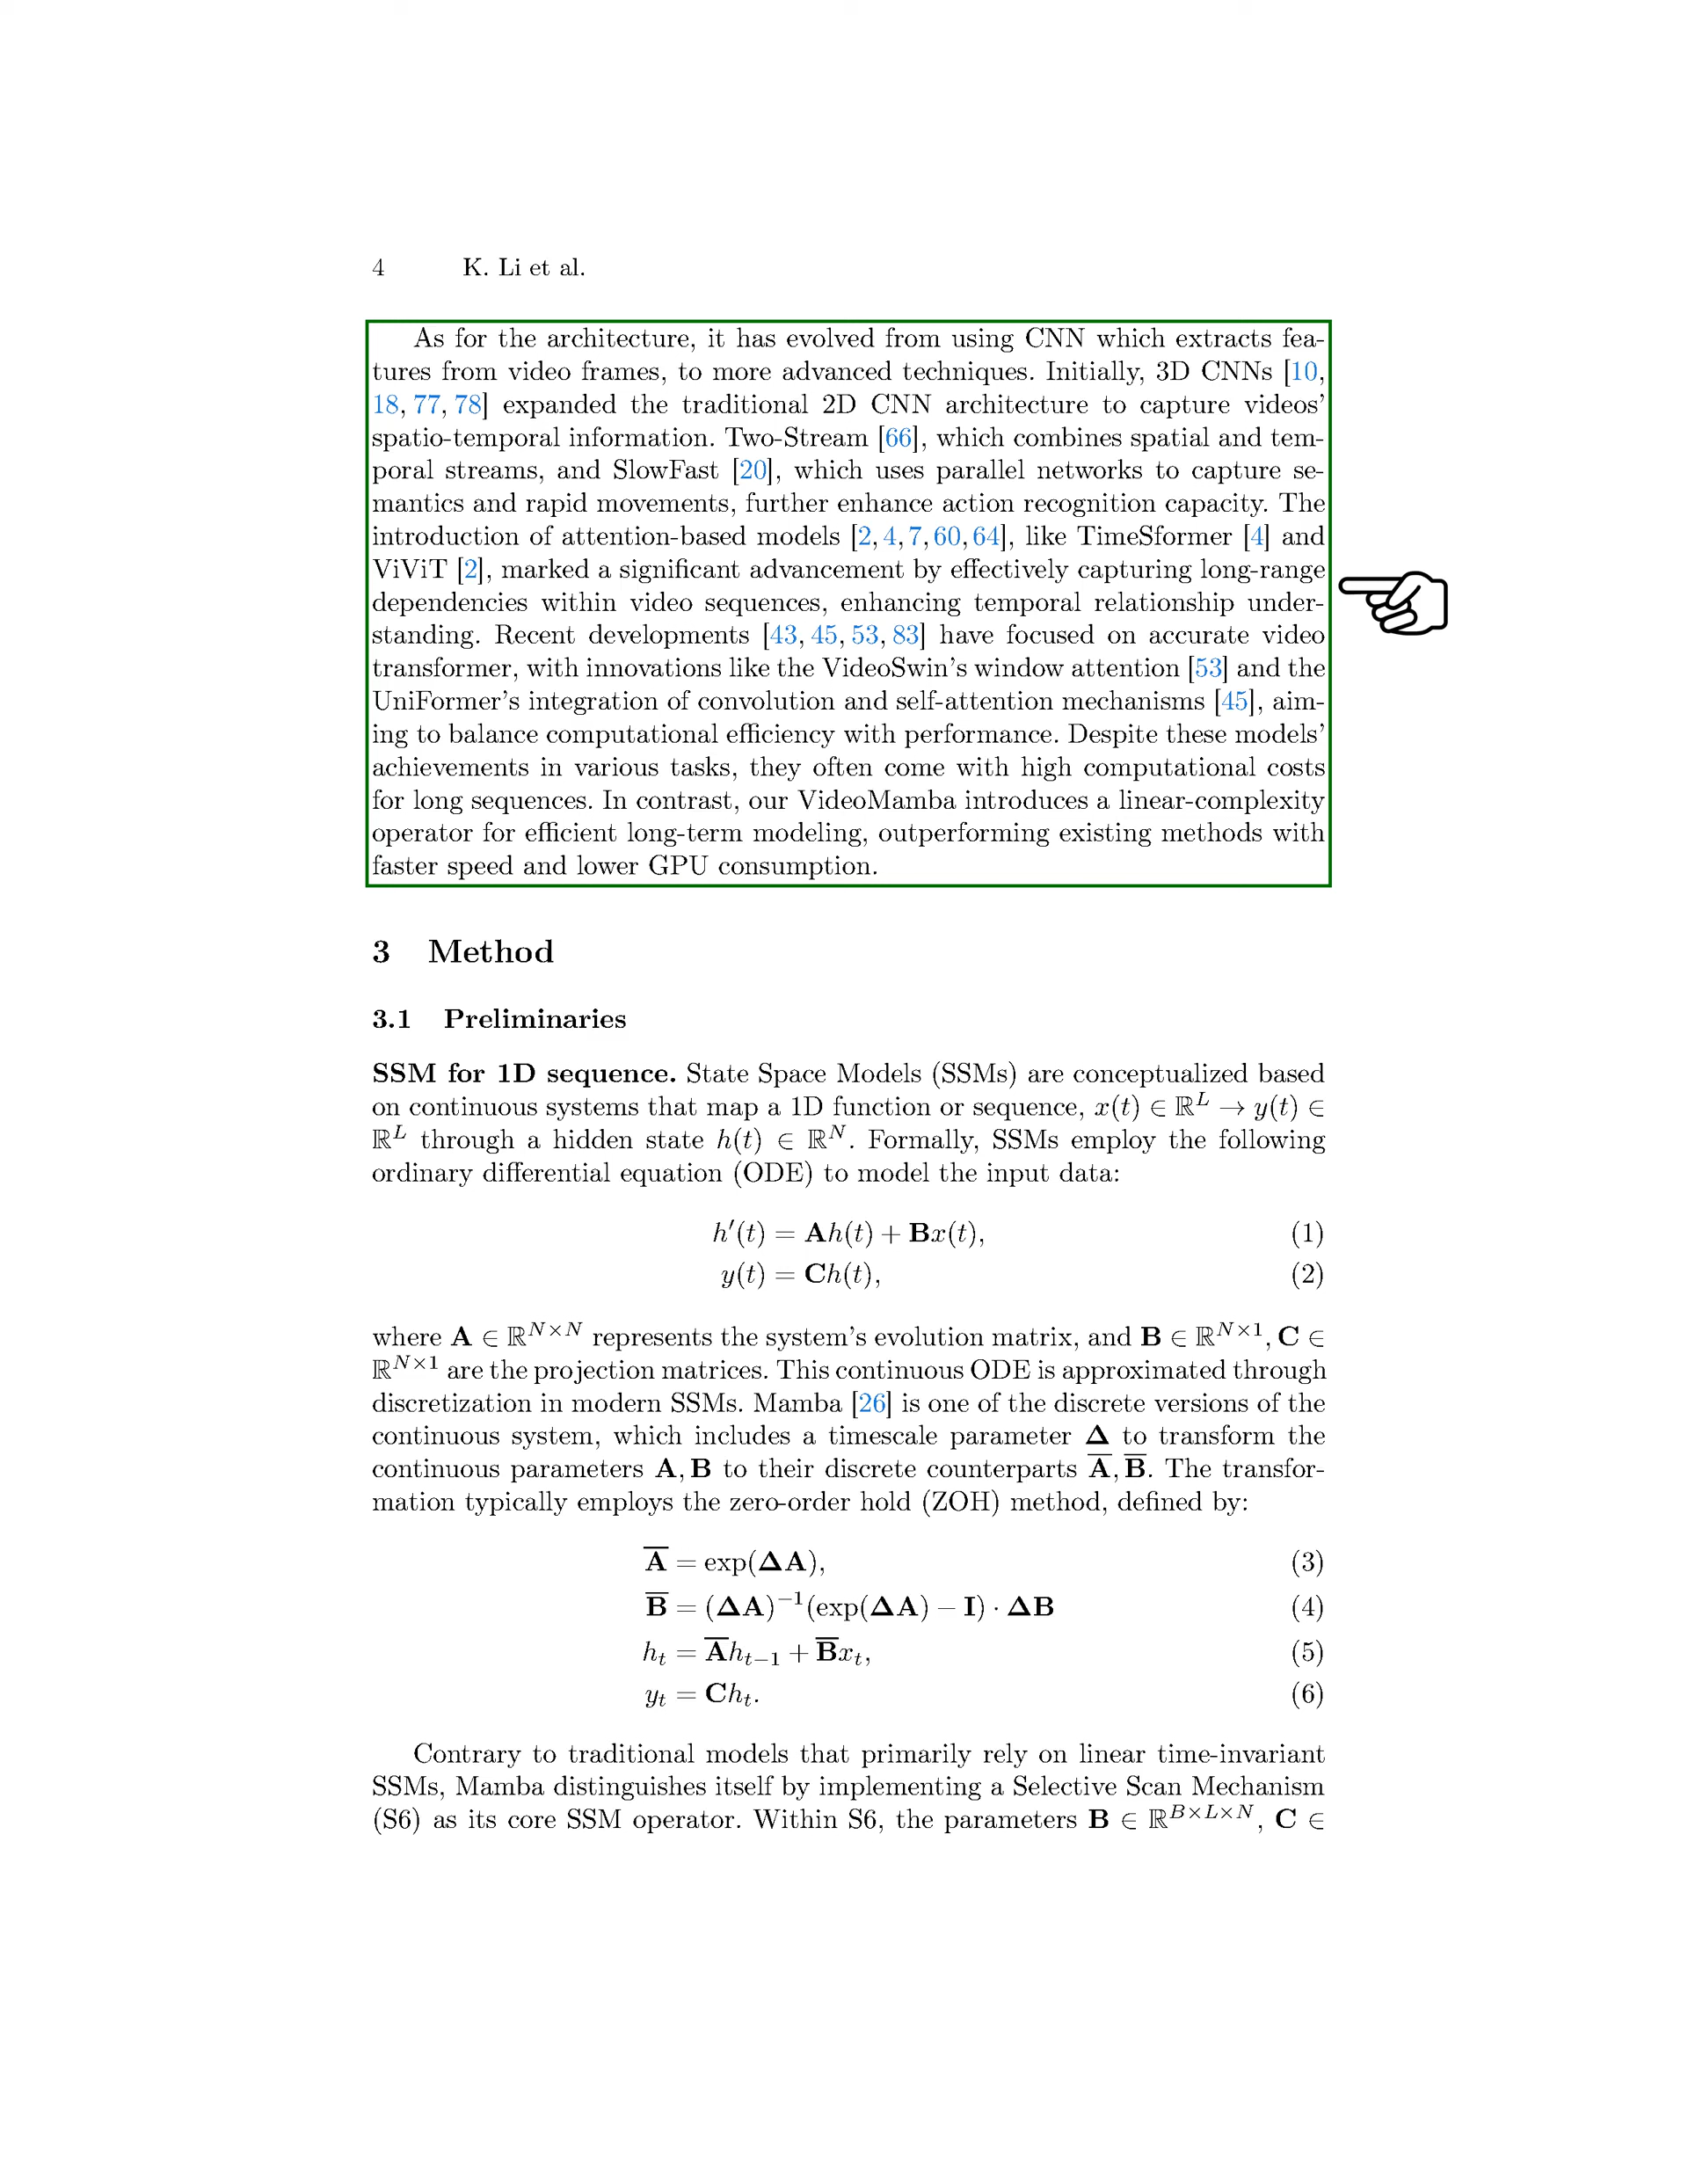 4 K. Li et al.
As for the architecture, it has evolved from using CNN which extracts fea-
tures from video frames, to more advanced techniques. Initially, 3D CNNs [10,
18, 77, 78] expanded the traditional 2D CNN architecture to capture videos'
spatio-temporal information. Two-Stream [66], which combines spatial and tem-
poral streams, and SlowFast [20], which uses parallel networks to capture se-
mantics and rapid movements, further enhance action recognition capacity. The
introduction of attention-based models [2, 4, 7, 60, 64], like TimeSformer [4] and
ViViT [2], marked a significant advancement by effectively capturing long-range
dependencies within video sequences, enhancing temporal relationship under-
standing. Recent developments [43, 45, 53, 83] have focused on accurate video
transformer, with innovations like the VideoSwin's window attention [53] and the
UniFormer's integration of convolution and self-attention mechanisms [45], aim-
ing to balance computational efficiency with performance. Despite these models'
achievements in various tasks, they often come with high computational costs
for long sequences. In contrast, our VideoMamba introduces a linear-complexity
operator for efficient long-term modeling, outperforming existing methods with
faster speed and lower GPU consumption.
3 Method
3.1 Preliminaries
SSM for 1D sequence. State Space Models (SSMs) are conceptualized based
on continuous systems that map a 1D function or sequence, x(t) ∈ ℝ^L → y(t) ∈
ℝ^L through a hidden state h(t) ∈ ℝ^N. Formally, SSMs employ the following
ordinary differential equation (ODE) to model the input data:
h′(t) = Ah(t) + Bx(t), (1)
y(t) = Ch(t), (2)
where A ∈ ℝ^{N×N} represents the system's evolution matrix, and B ∈ ℝ^{N×1}, C ∈
ℝ^{N×1} are the projection matrices. This continuous ODE is approximated through
discretization in modern SSMs. Mamba [26] is one of the discrete versions of the
continuous system, which includes a timescale parameter Δ to transform the
continuous parameters A, B to their discrete counterparts A̅, B̅. The transfor-
mation typically employs the zero-order hold (ZOH) method, defined by:
A̅ = exp(ΔA), (3)
B̅ = (ΔA)^{−1}(exp(ΔA) − I) · ΔB (4)
h_t = A̅h_{t−1} + B̅x_t, (5)
y_t = Ch_t. (6)
Contrary to traditional models that primarily rely on linear time-invariant
SSMs, Mamba distinguishes itself by implementing a Selective Scan Mechanism
(S6) as its core SSM operator. Within S6, the parameters B ∈ ℝ^{B×L×N}, C ∈